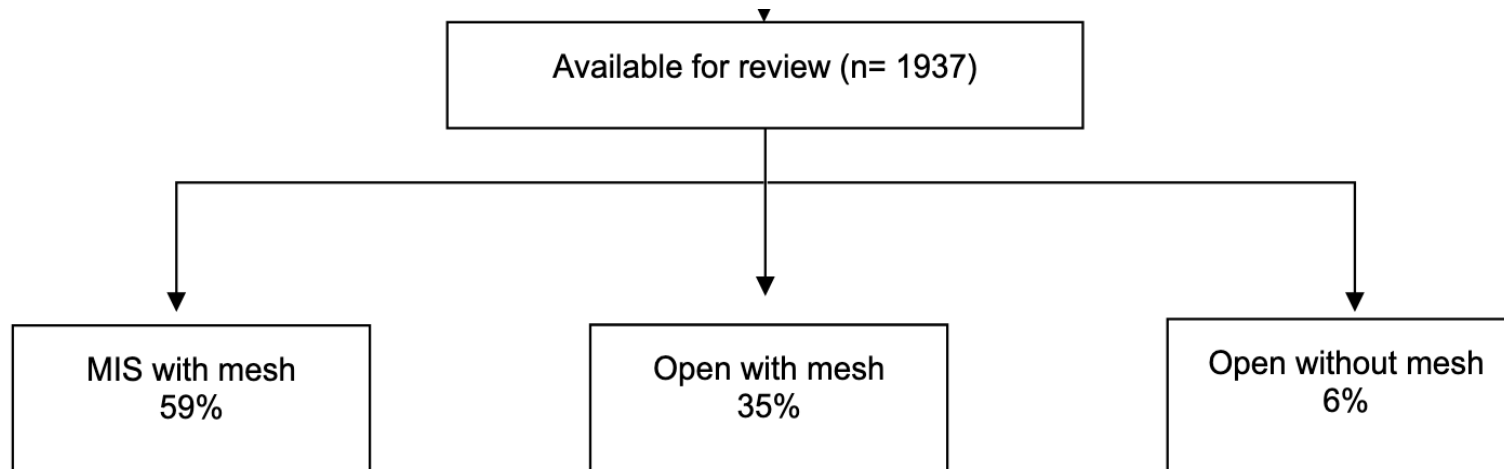 Available for review (n= 1937)
MIS with mesh
59%
Open with mesh
35%
Open without mesh
6%